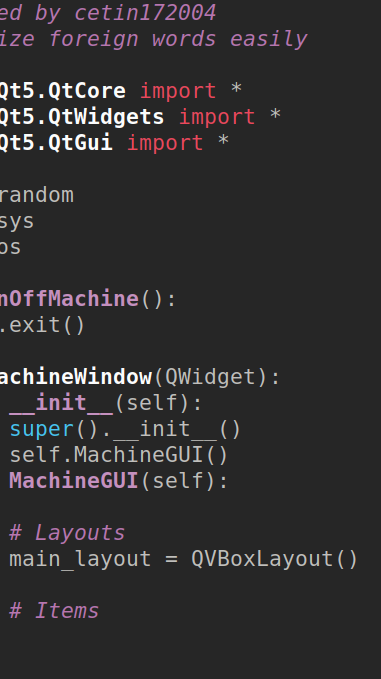 ed by cetin172004
ize foreign words easily
Qt5.QtCore import *
Qt5.QtWidgets import *
Qt5.QtGui import *
random
sys
os
nOffMachine():
.exit()
achineWindow(QWidget):
__init__(self):
super().__init__()
self.MachineGUI()
MachineGUI(self):
# Layouts
main_layout = QVBoxLayout()
# Items